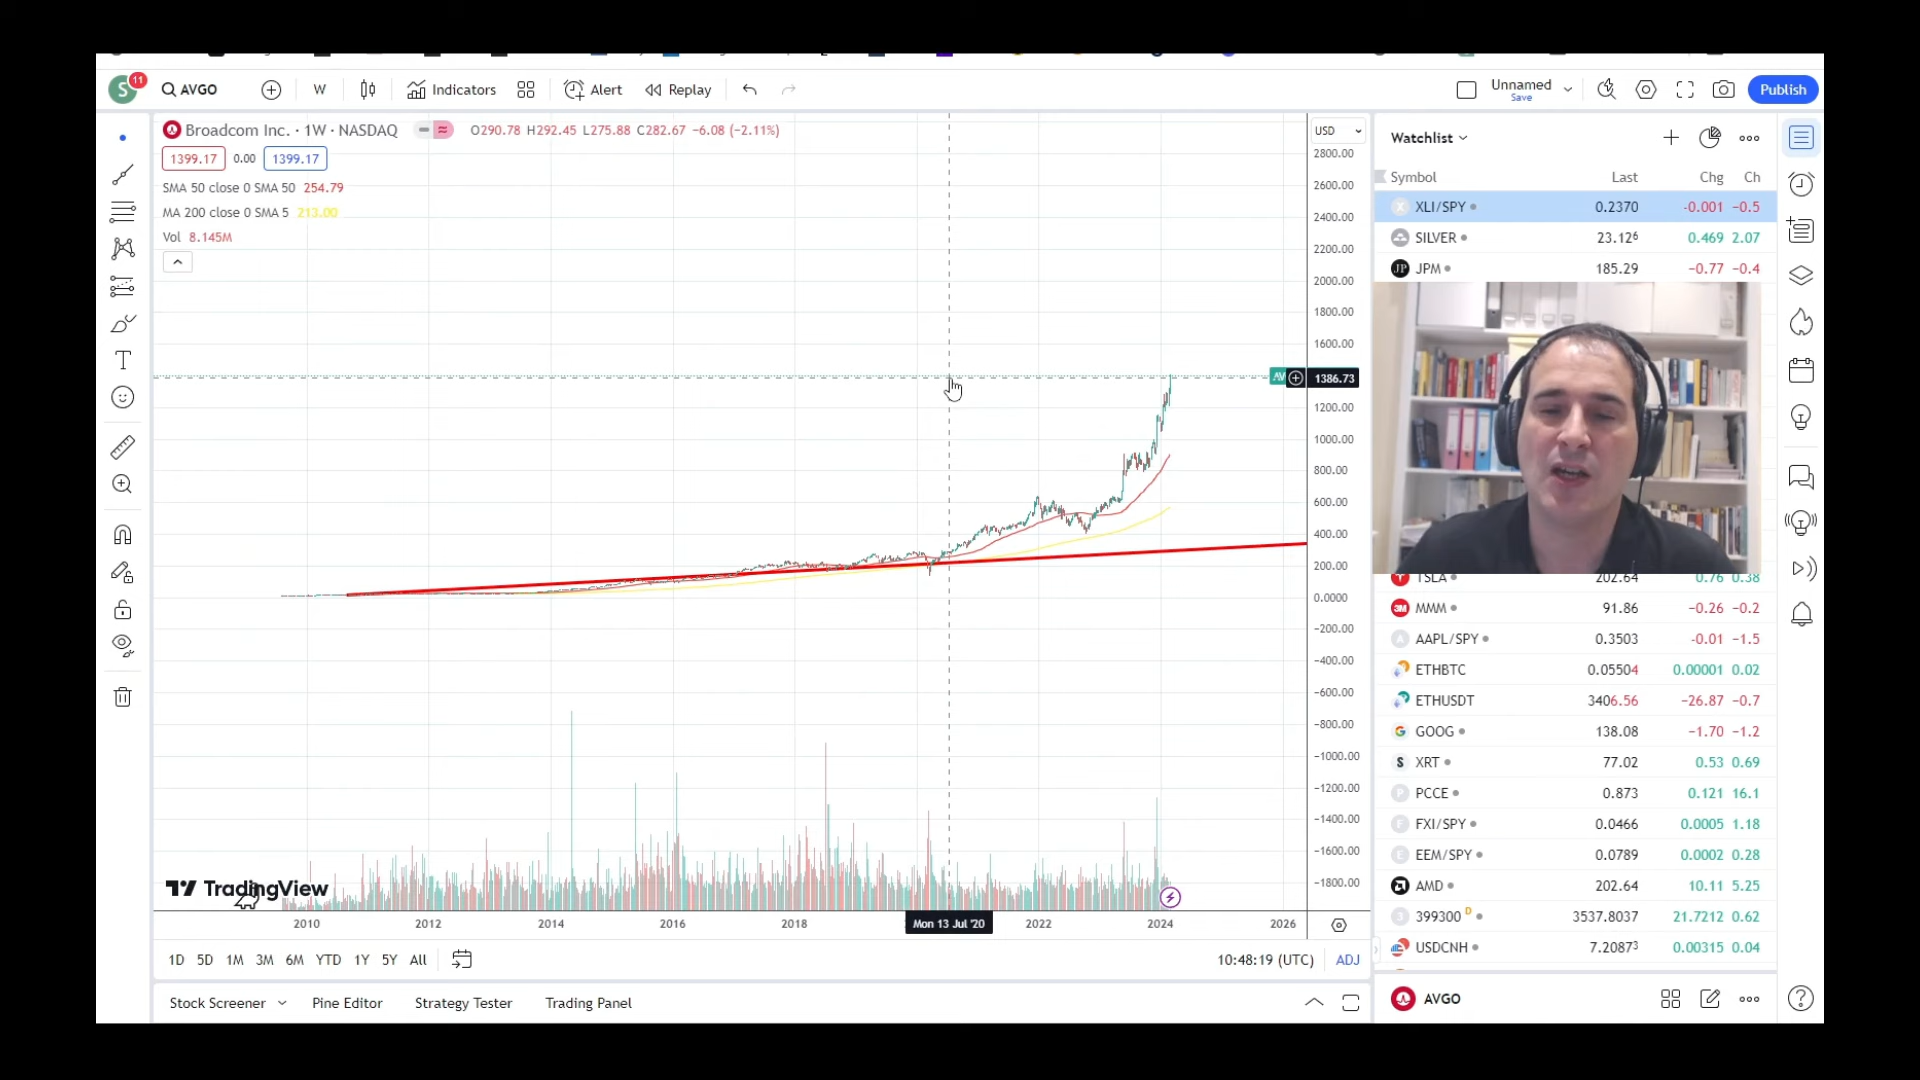 S 11 AVGO W Indicators Alert Replay Unnamed Save Publish
Broadcom Inc. · 1W · NASDAQ O290.78 H292.45 L275.88 C282.67 −6.08 (−2.11%)
1399.17 0.00 1399.17
SMA 50 close 0 SMA 50 254.79
MA 200 close 0 SMA 5 213.00
Vol 8.145M
USD
2800.00
2600.00
2400.00
2200.00
2000.00
1800.00
1600.00
AV 1386.73
1200.00
1000.00
800.00
600.00
400.00
200.00
0.0000
−200.00
−400.00
−600.00
−800.00
−1000.00
−1200.00
−1400.00
−1600.00
−1800.00
TradingView
2010 2012 2014 2016 2018 Mon 13 Jul '20 2022 2024 2026
1D 5D 1M 3M 6M YTD 1Y 5Y All 10:48:19 (UTC) ADJ
Stock Screener Pine Editor Strategy Tester Trading Panel
Watchlist
Symbol Last Chg Ch
XLI/SPY 0.2370 -0.001 −0.5
SILVER 23.126 0.469 2.07
JP JPM 185.29 −0.77 −0.4
TSLA 202.64 0.76 0.38
3M MMM 91.86 −0.26 −0.2
A AAPL/SPY 0.3503 −0.01 −1.5
ETHBTC 0.05504 0.00001 0.02
ETHUSDT 3406.56 −26.87 −0.7
G GOOG 138.08 −1.70 −1.2
S XRT 77.02 0.53 0.69
P PCCE 0.873 0.121 16.1
F FXI/SPY 0.0466 0.0005 1.18
E EEM/SPY 0.0789 0.0002 0.28
AMD 202.64 10.11 5.25
3 399300 D 3537.8037 21.7212 0.62
USDCNH 7.20873 0.00315 0.04
AVGO